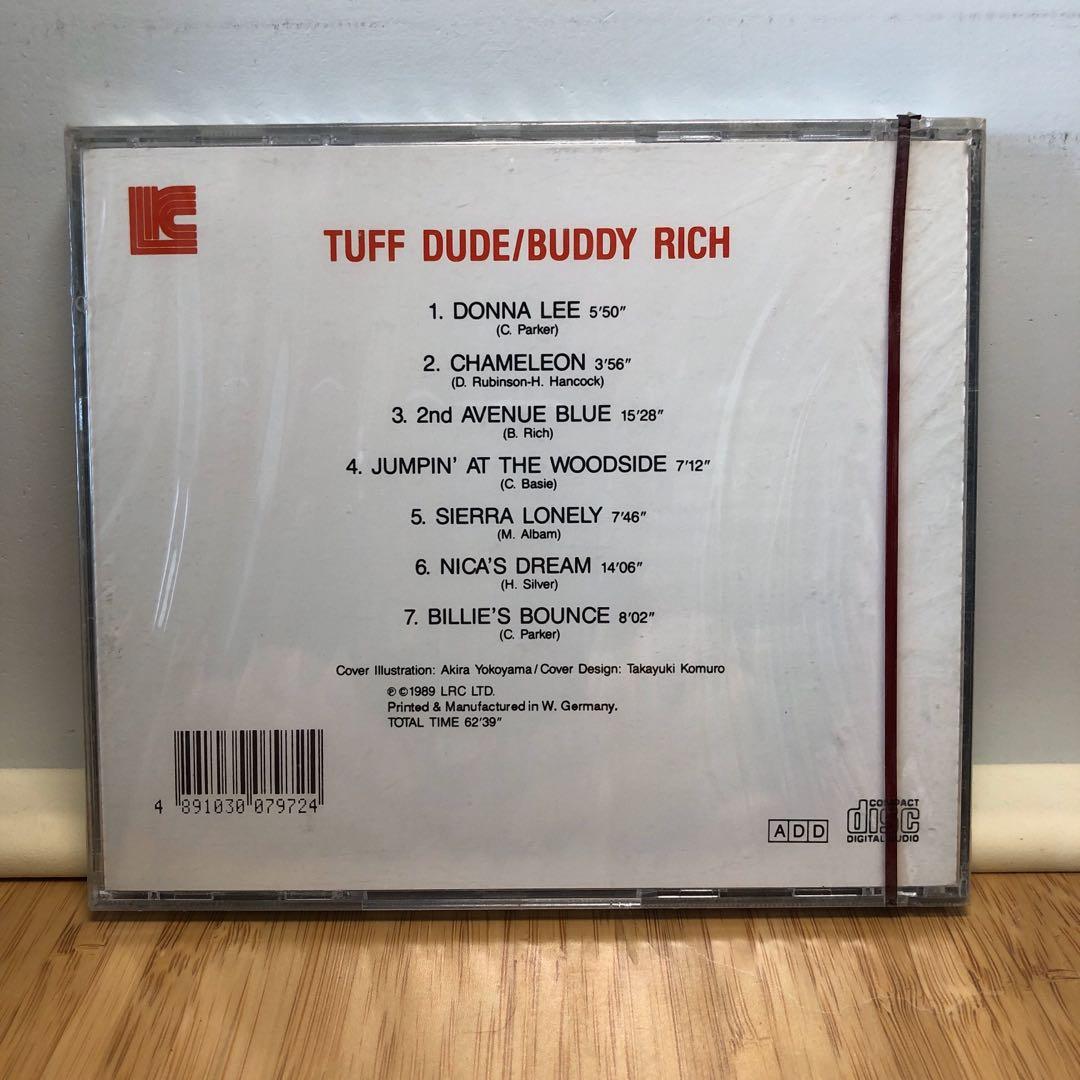 LRC
TUFF DUDE/BUDDY RICH
1. DONNA LEE 5'50"
(C. Parker)
2. CHAMELEON 3'56"
(D. Rubinson-H. Hancock)
3. 2nd AVENUE BLUE 15'28"
(B. Rich)
4. JUMPIN' AT THE WOODSIDE 7'12"
(C. Basie)
5. SIERRA LONELY 7'46"
(M. Albam)
6. NICA'S DREAM 14'06"
(H. Silver)
7. BILLIE'S BOUNCE 8'02"
(C. Parker)
Cover Illustration: Akira Yokoyama/Cover Design: Takayuki Komuro
℗©1989 LRC LTD.
Printed & Manufactured in W. Germany.
TOTAL TIME 62'39"
4 891030 079724
ADD
COMPACT
disc
DIGITAL AUDIO